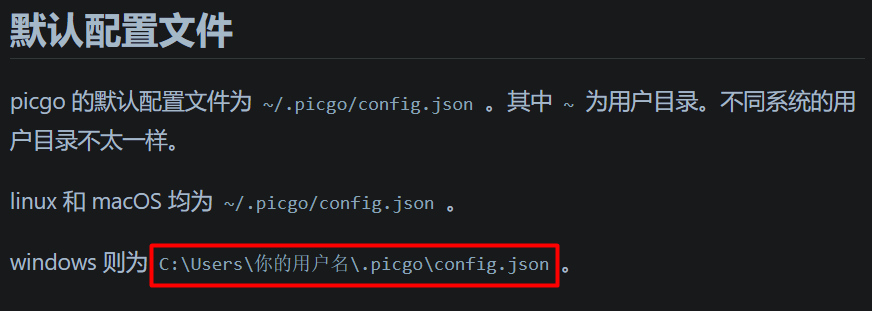 默认配置文件
picgo 的默认配置文件为 ~/.picgo/config.json 。其中 ~ 为用户目录。不同系统的用
户目录不太一样。
linux 和 macOS 均为 ~/.picgo/config.json 。
windows 则为 C:\Users\你的用户名\.picgo\config.json 。